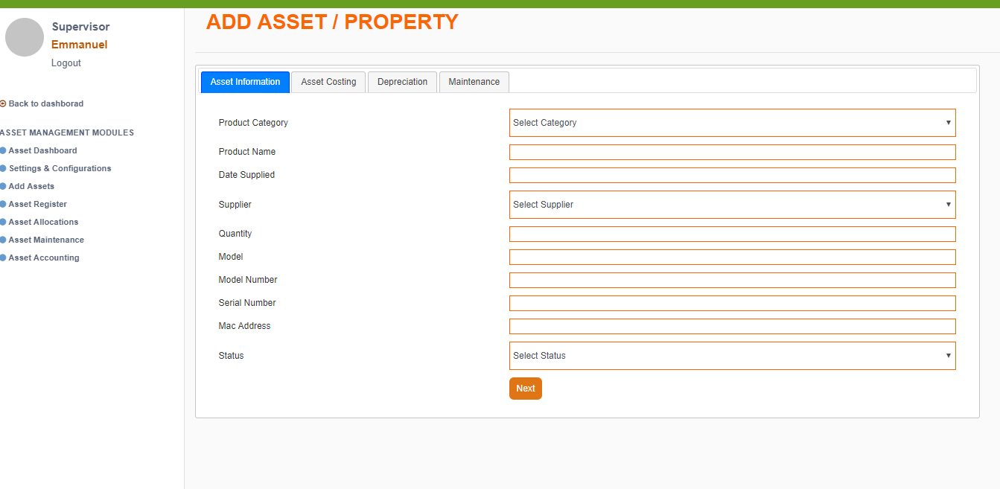 Supervisor
Emmanuel
Logout
Back to dashborad
ASSET MANAGEMENT MODULES
Asset Dashboard
Settings & Configurations
Add Assets
Asset Register
Asset Allocations
Asset Maintenance
Asset Accounting
ADD ASSET / PROPERTY
Asset Information Asset Costing Depreciation Maintenance
Product Category Select Category
Product Name
Date Supplied
Supplier Select Supplier
Quantity
Model
Model Number
Serial Number
Mac Address
Status Select Status
Next